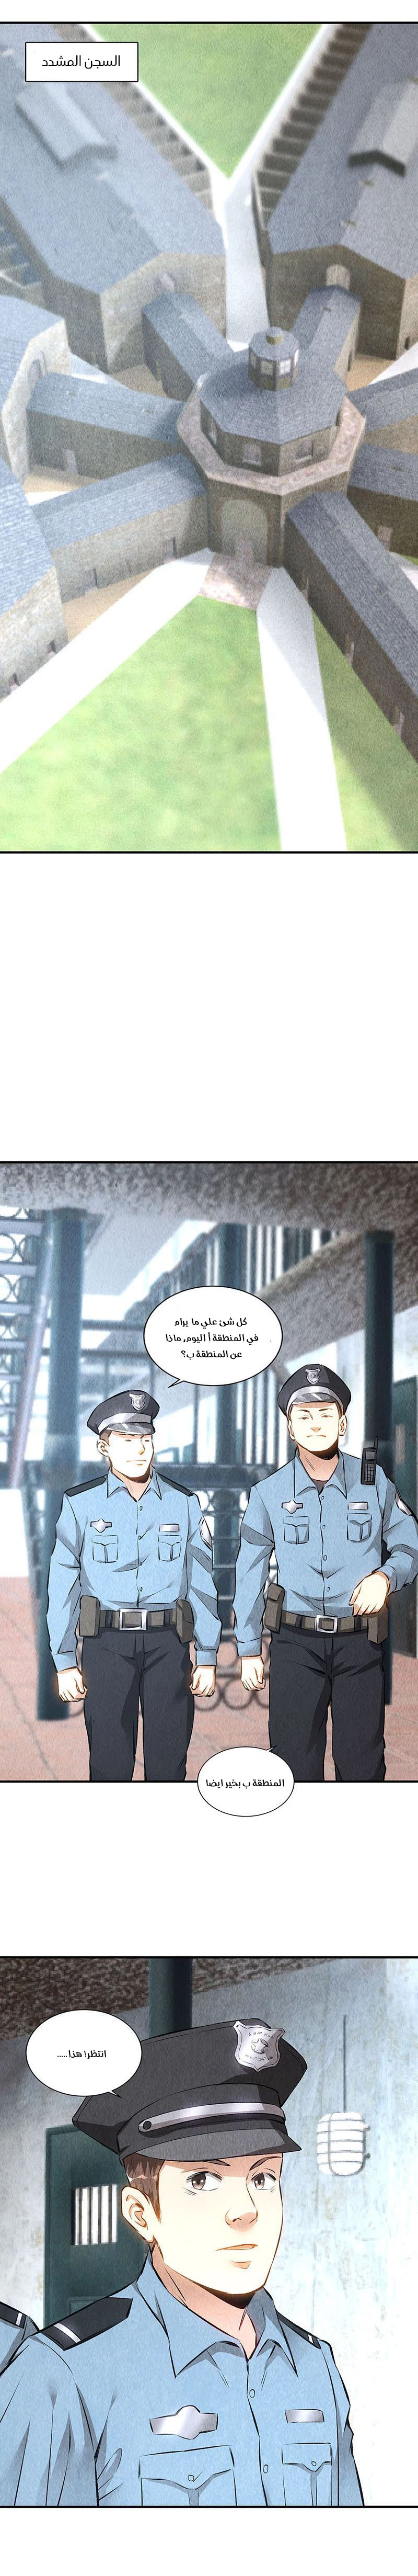 السجن المشدد
كل شئ علي ما يرام
في المنطقة أ اليوم, ماذا
عن المنطقة ب؟
المنطقة ب بخير ايضا
انتظر! هذا.....